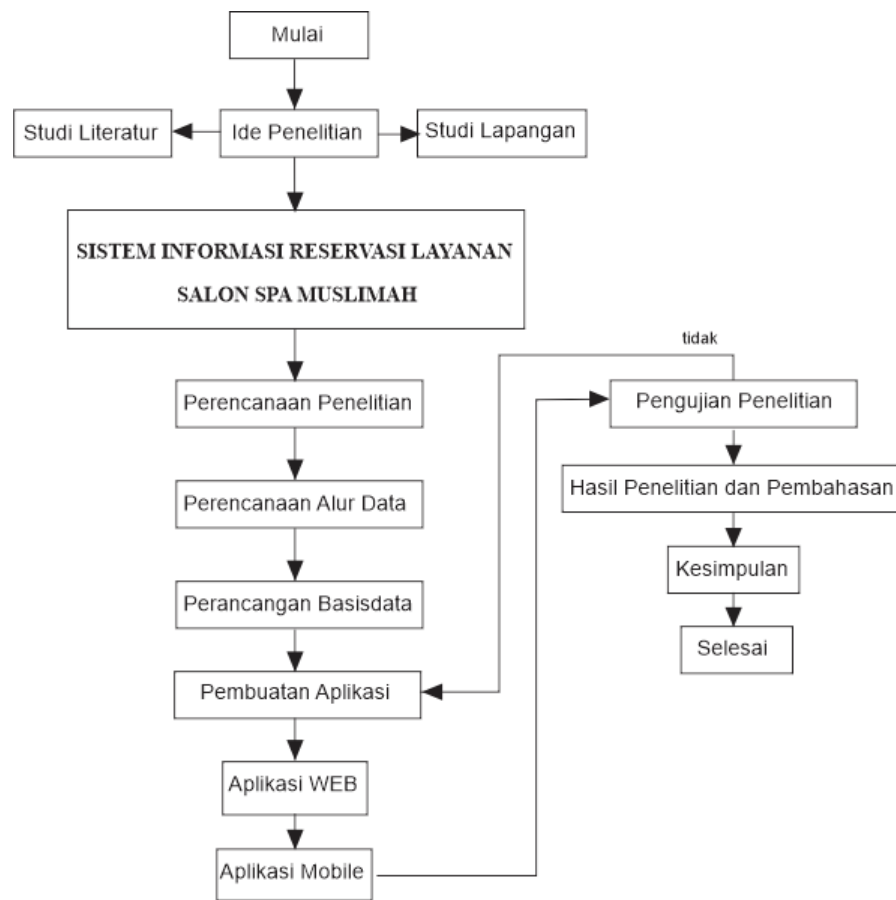 Mulai
Studi Literatur
Ide Penelitian
Studi Lapangan
SISTEM INFORMASI RESERVASI LAYANAN
SALON SPA MUSLIMAH
Perencanaan Penelitian
Perencanaan Alur Data
Perancangan Basisdata
Pembuatan Aplikasi
Aplikasi WEB
Aplikasi Mobile
tidak
Pengujian Penelitian
Hasil Penelitian dan Pembahasan
Kesimpulan
Selesai